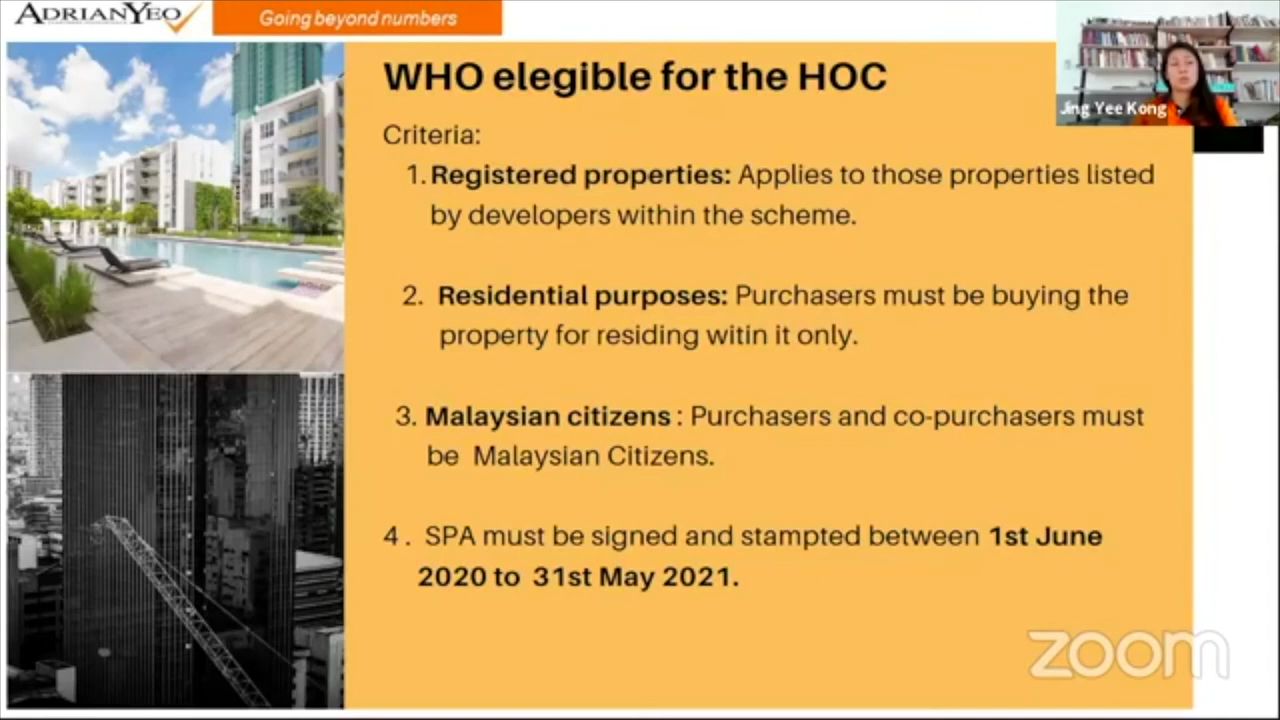 ADRIANYEO
Going beyond numbers
WHO elegible for the HOC
Jing Yee Kong
Criteria:
1. Registered properties: Applies to those properties listed
by developers within the scheme.
2. Residential purposes: Purchasers must be buying the
property for residing witin it only.
3. Malaysian citizens : Purchasers and co-purchasers must
be Malaysian Citizens.
4 . SPA must be signed and stampted between 1st June
2020 to 31st May 2021.
zoom